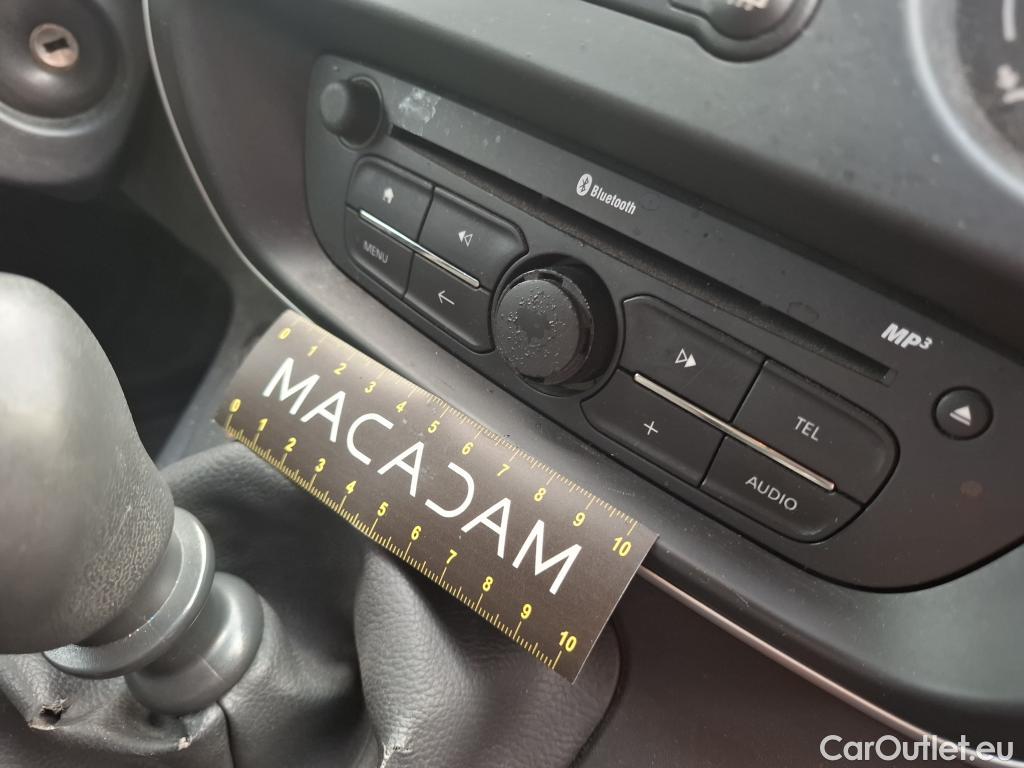 Bluetooth
MP3
MENU
TEL
+
AUDIO
0 1 2 3 4 5 6 7 8 9 10
MACADAM
0 1 2 3 4 5 6 7 8 9 10
CarOutlet.eu